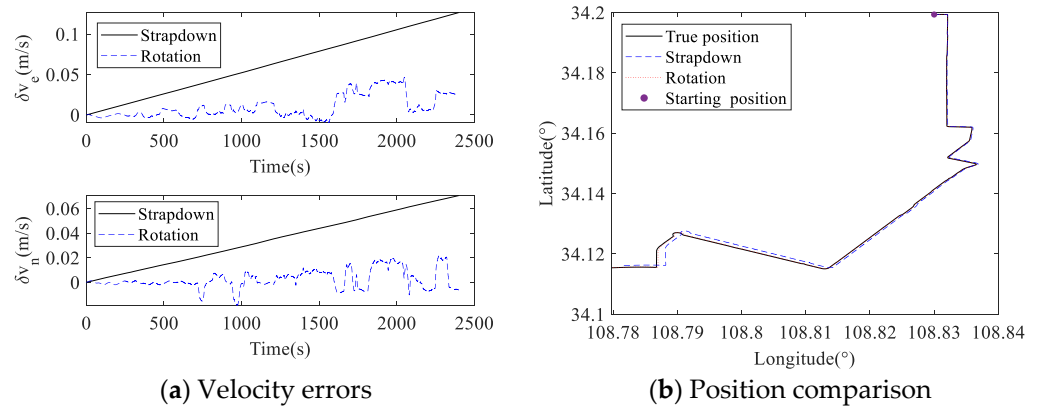 δv_e (m/s)
0.1
0.05
0
Strapdown
Rotation
0 500 1000 1500 2000 2500
Time(s)
δv_n (m/s)
0.06
0.04
0.02
0
Strapdown
Rotation
0 500 1000 1500 2000 2500
Time(s)
(a) Velocity errors
Latitude(°)
34.2
34.18
34.16
34.14
34.12
34.1
True position
Strapdown
Rotation
Starting position
108.78 108.79 108.8 108.81 108.82 108.83 108.84
Longitude(°)
(b) Position comparison